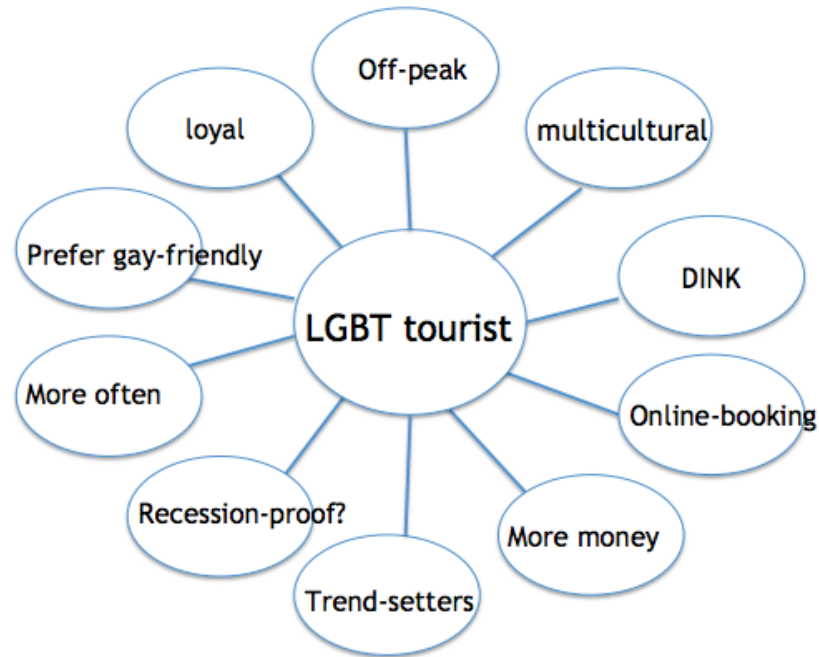 Off-peak
loyal
multicultural
Prefer gay-friendly
DINK
LGBT tourist
More often
Online-booking
Recession-proof?
More money
Trend-setters